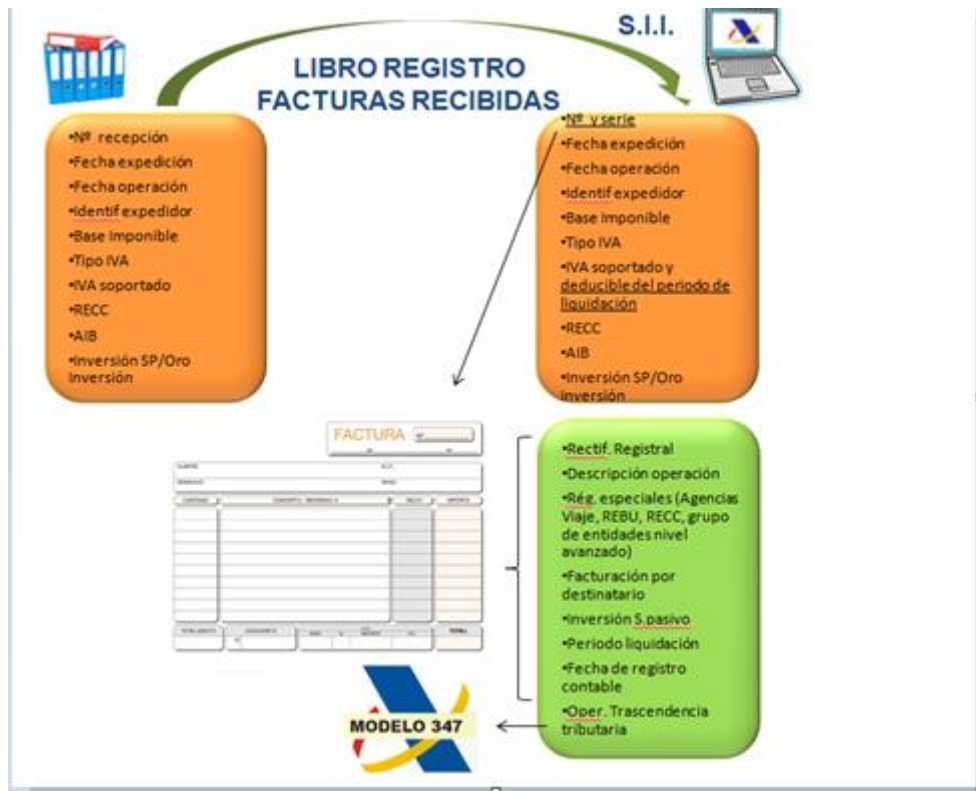 S.I.I.
LIBRO REGISTRO
FACTURAS RECIBIDAS
•Nº recepción
•Fecha expedición
•Fecha operación
•Identif expedidor
•Base Imponible
•Tipo IVA
•IVA soportado
•RECC
•AIB
•Inversión SP/Oro
Inversión
•Nº y serie
•Fecha expedición
•Fecha operación
•Identif expedidor
•Base Imponible
•Tipo IVA
•IVA soportado y
deducible del periodo de
liquidación
•RECC
•AIB
•Inversión SP/Oro
Inversión
FACTURA
•Rectif. Registral
•Descripción operación
•Rég. especiales (Agencias
Viaje, REBU, RECC, grupo
de entidades nivel
avanzado)
•Facturación por
destinatario
•Inversión S.pasivo
•Periodo liquidación
•Fecha de registro
contable
•Oper. Trascendencia
tributaria
MODELO 347